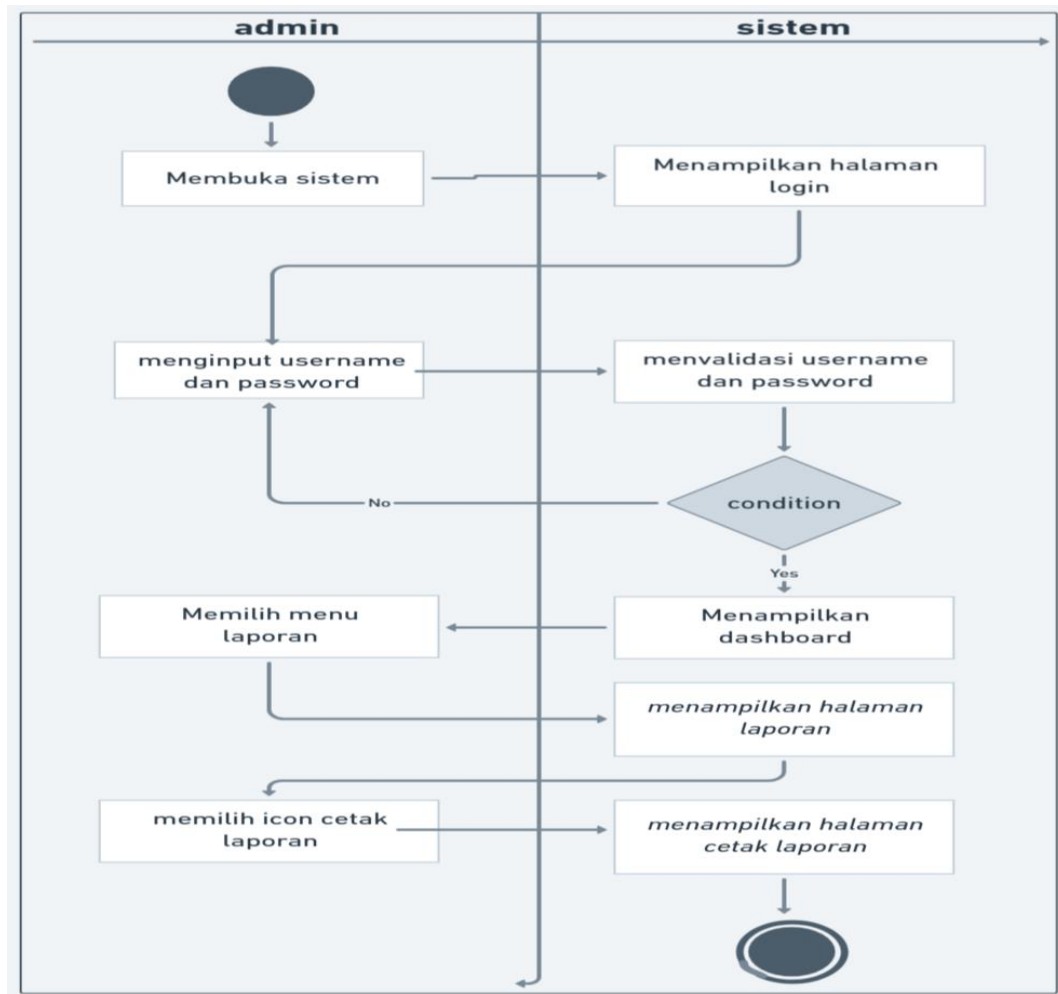 admin
sistem
Membuka sistem
Menampilkan halaman
login
menginput username
dan password
menvalidasi username
dan password
condition
No
Yes
Menampilkan
dashboard
Memilih menu
laporan
menampilkan halaman
laporan
memilih icon cetak
laporan
menampilkan halaman
cetak laporan